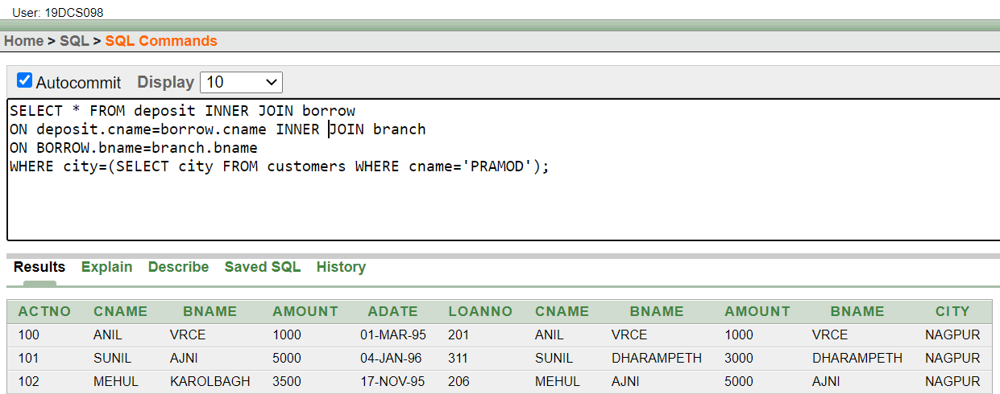 User: 19DCS098
Home > SQL > SQL Commands
Autocommit Display 10
SELECT * FROM deposit INNER JOIN borrow
ON deposit.cname=borrow.cname INNER JOIN branch
ON BORROW.bname=branch.bname
WHERE city=(SELECT city FROM customers WHERE cname='PRAMOD');
Results Explain Describe Saved SQL History
ACTNO CNAME BNAME AMOUNT ADATE LOANNO CNAME BNAME AMOUNT BNAME CITY
100 ANIL VRCE 1000 01-MAR-95 201 ANIL VRCE 1000 VRCE NAGPUR
101 SUNIL AJNI 5000 04-JAN-96 311 SUNIL DHARAMPETH 3000 DHARAMPETH NAGPUR
102 MEHUL KAROLBAGH 3500 17-NOV-95 206 MEHUL AJNI 5000 AJNI NAGPUR